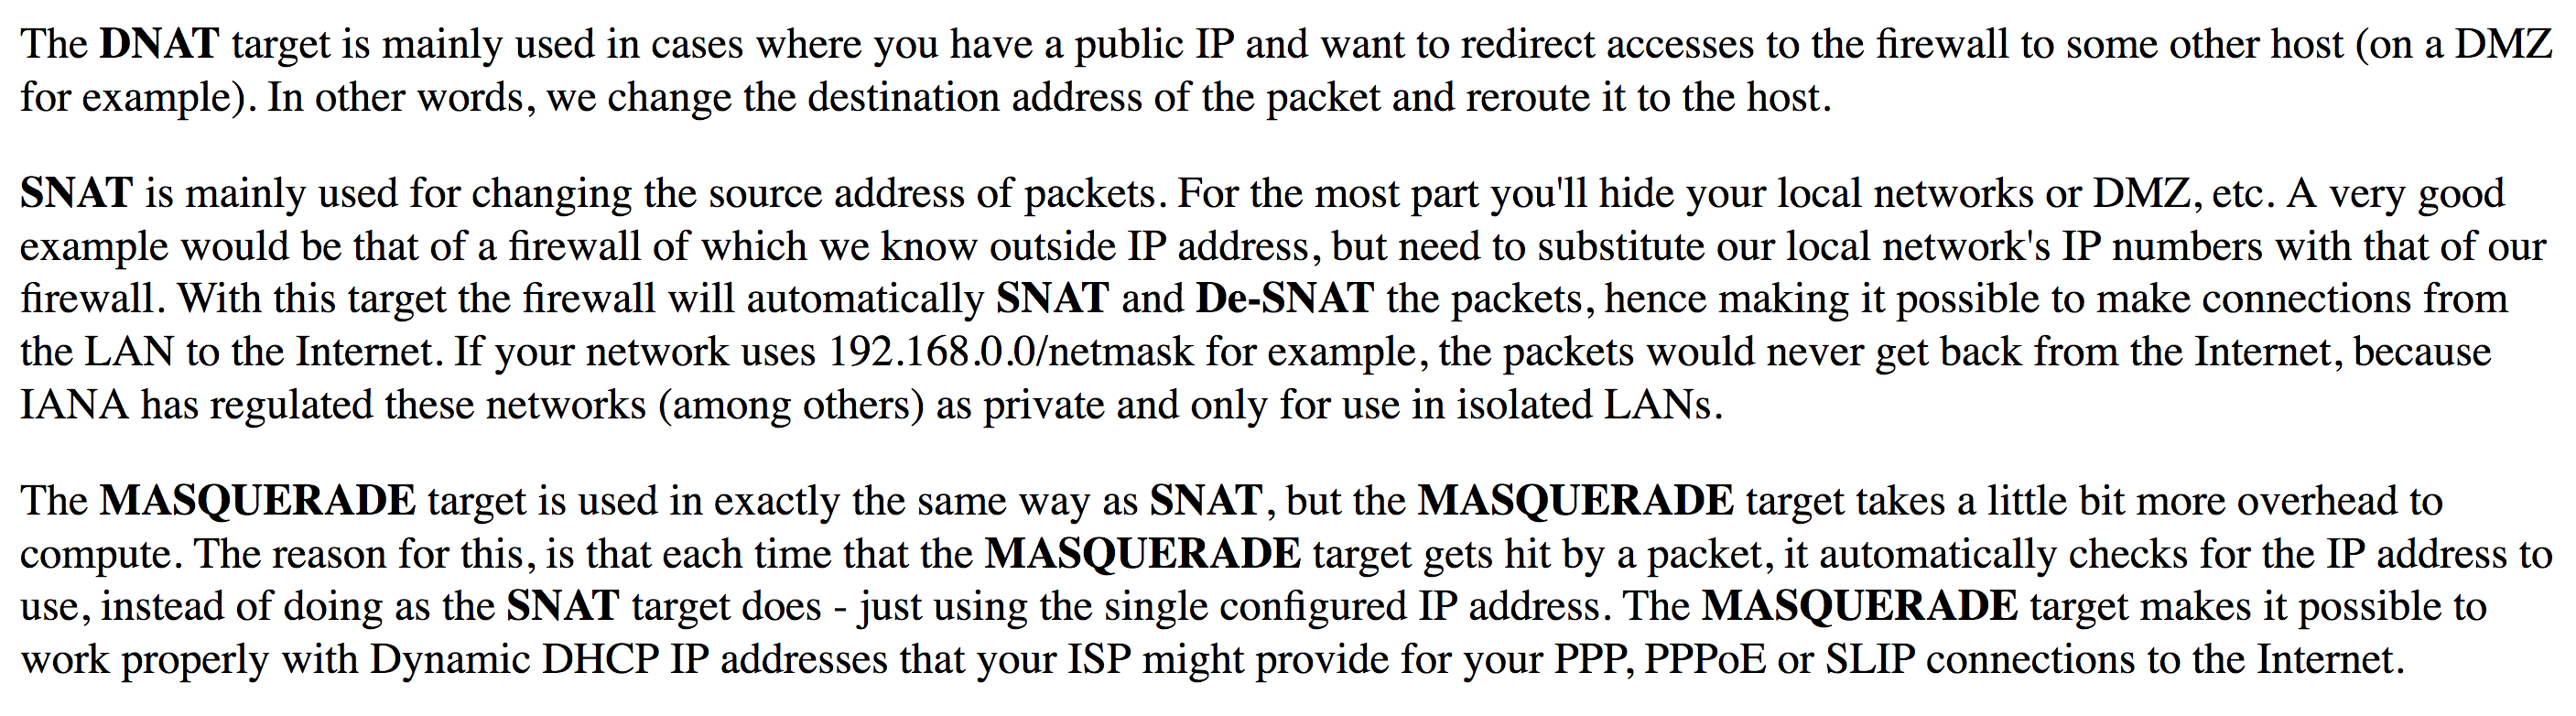 The DNAT target is mainly used in cases where you have a public IP and want to redirect accesses to the firewall to some other host (on a DMZ
for example). In other words, we change the destination address of the packet and reroute it to the host.
SNAT is mainly used for changing the source address of packets. For the most part you'll hide your local networks or DMZ, etc. A very good
example would be that of a firewall of which we know outside IP address, but need to substitute our local network's IP numbers with that of our
firewall. With this target the firewall will automatically SNAT and De-SNAT the packets, hence making it possible to make connections from
the LAN to the Internet. If your network uses 192.168.0.0/netmask for example, the packets would never get back from the Internet, because
IANA has regulated these networks (among others) as private and only for use in isolated LANs.
The MASQUERADE target is used in exactly the same way as SNAT, but the MASQUERADE target takes a little bit more overhead to
compute. The reason for this, is that each time that the MASQUERADE target gets hit by a packet, it automatically checks for the IP address to
use, instead of doing as the SNAT target does - just using the single configured IP address. The MASQUERADE target makes it possible to
work properly with Dynamic DHCP IP addresses that your ISP might provide for your PPP, PPPoE or SLIP connections to the Internet.